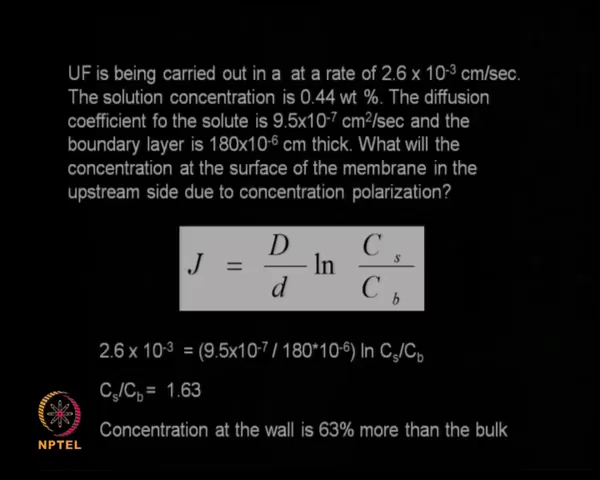 UF is being carried out in a at a rate of 2.6 x 10⁻³ cm/sec.
The solution concentration is 0.44 wt %. The diffusion
coefficient fo the solute is 9.5x10⁻⁷ cm²/sec and the
boundary layer is 180x10⁻⁶ cm thick. What will the
concentration at the surface of the membrane in the
upstream side due to concentration polarization?
J = D/d ln C s / C b
2.6 x 10⁻³ = (9.5x10⁻⁷ / 180*10⁻⁶) ln Cₛ/C_b
Cₛ/C_b = 1.63
Concentration at the wall is 63% more than the bulk
NPTEL